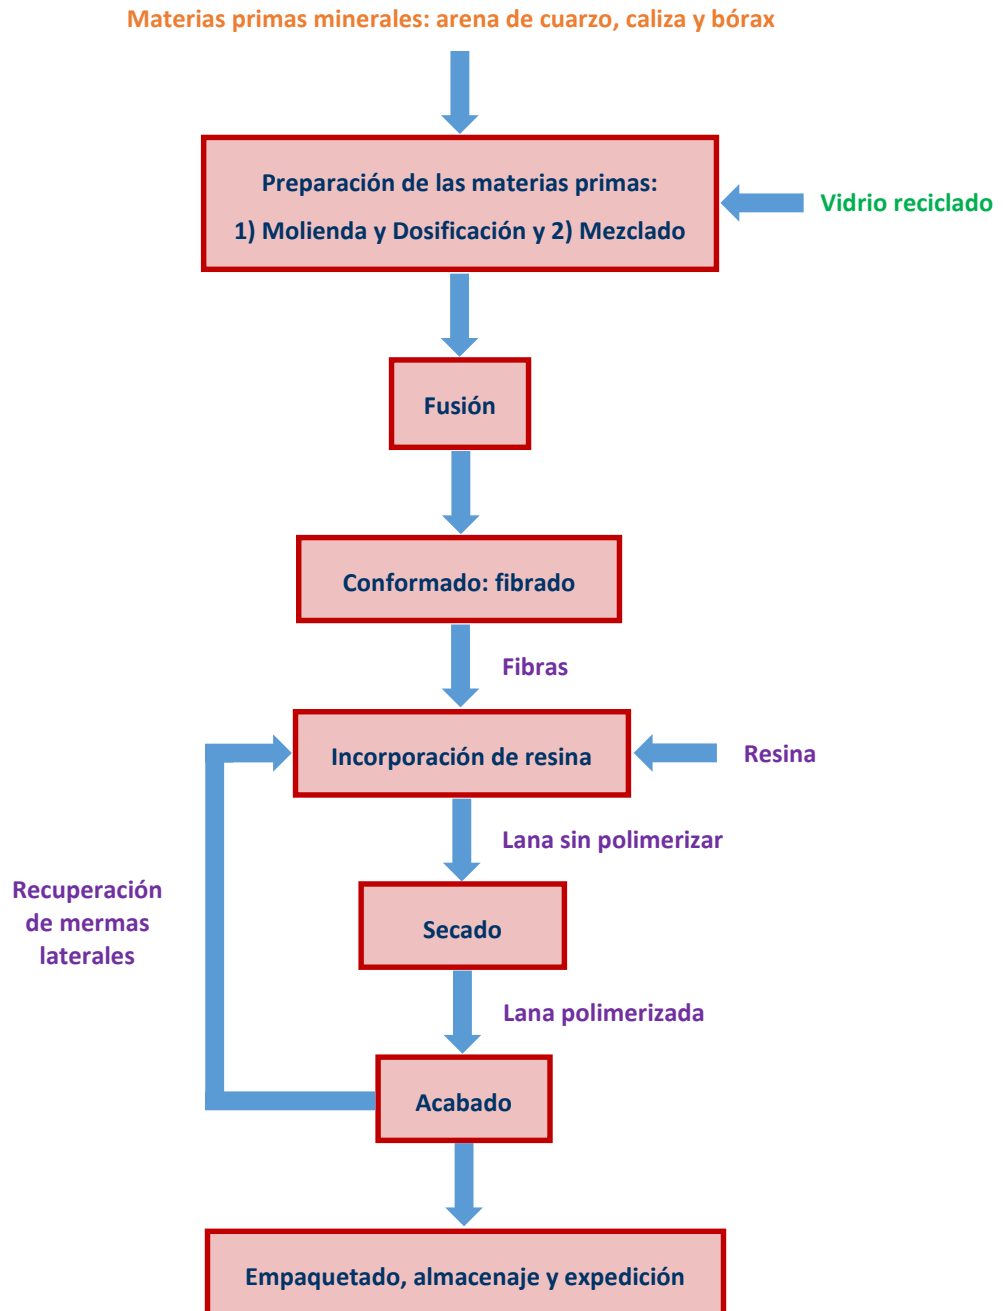 Materias primas minerales: arena de cuarzo, caliza y bórax
Preparación de las materias primas:
1) Molienda y Dosificación y 2) Mezclado
Vidrio reciclado
Fusión
Conformado: fibrado
Fibras
Incorporación de resina
Resina
Lana sin polimerizar
Recuperación
de mermas
laterales
Secado
Lana polimerizada
Acabado
Empaquetado, almacenaje y expedición